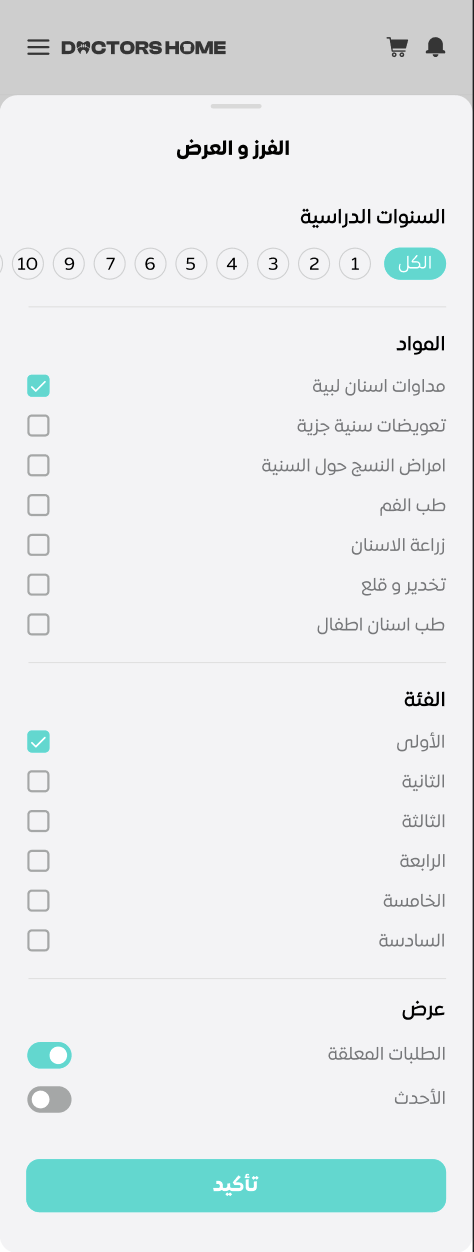 DOCTORS HOME
الفرز و العرض
السنوات الدراسية
الكل 1 2 3 4 5 6 7 9 10
المواد
مداوات اسنان لبية
تعويضات سنية جزية
امراض النسج حول السنية
طب الفم
زراعة الاسنان
تخدير و قلع
طب اسنان اطفال
الفئة
الأولى
الثانية
الثالثة
الرابعة
الخامسة
السادسة
عرض
الطلبات المعلقة
الأحدث
تأكيد